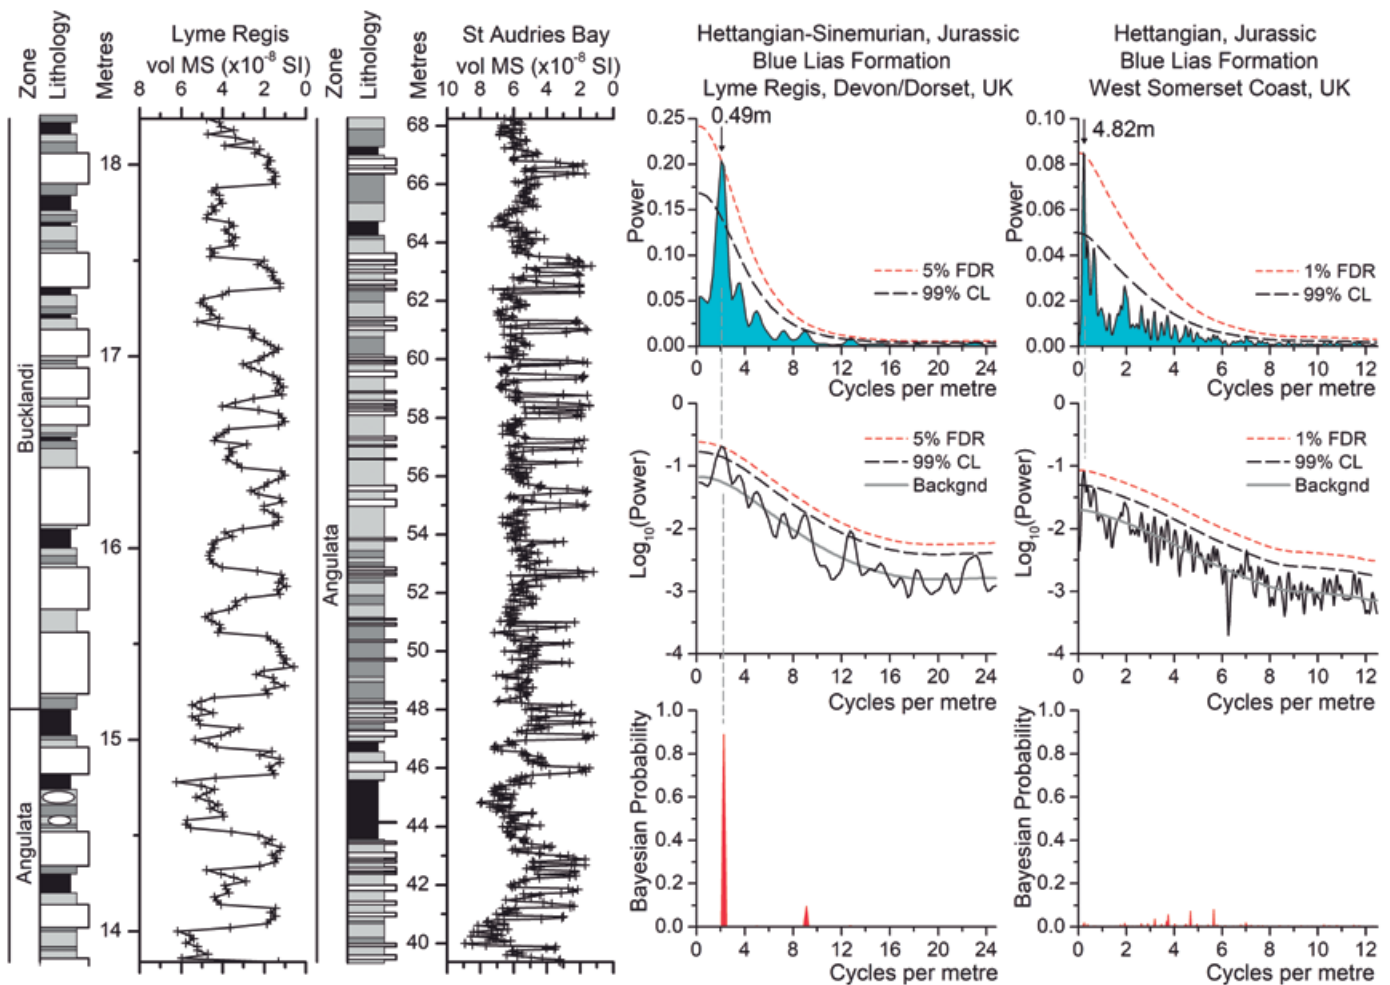 Zone
Lithology
Metres
Lyme Regis
vol MS (x10⁻⁸ SI)
8 6 4 2 0
18
17
16
15
14
6 4 2 0
Bucklandi
Angulata
Zone
Lithology
Metres
St Audries Bay
vol MS (x10⁻⁸ SI)
10 8 6 4 2 0
68
66
64
62
60
58
56
54
52
50
48
46
44
42
40
8 6 4 2 0
Angulata
Hettangian-Sinemurian, Jurassic
Blue Lias Formation
Lyme Regis, Devon/Dorset, UK
0.49m
0.25
0.20
0.15
0.10
0.05
0.00
Power
5% FDR
99% CL
0 4 8 12 16 20 24
Cycles per metre
0
-1
-2
-3
-4
Log₁₀(Power)
5% FDR
99% CL
Backgnd
0 4 8 12 16 20 24
Cycles per metre
1.0
0.8
0.6
0.4
0.2
0.0
Bayesian Probability
0 4 8 12 16 20 24
Cycles per metre
Hettangian, Jurassic
Blue Lias Formation
West Somerset Coast, UK
4.82m
0.10
0.08
0.06
0.04
0.02
0.00
Power
1% FDR
99% CL
0 2 4 6 8 10 12
Cycles per metre
0
-1
-2
-3
-4
Log₁₀(Power)
1% FDR
99% CL
Backgnd
0 2 4 6 8 10 12
Cycles per metre
1.0
0.8
0.6
0.4
0.2
0.0
Bayesian Probability
0 2 4 6 8 10 12
Cycles per metre